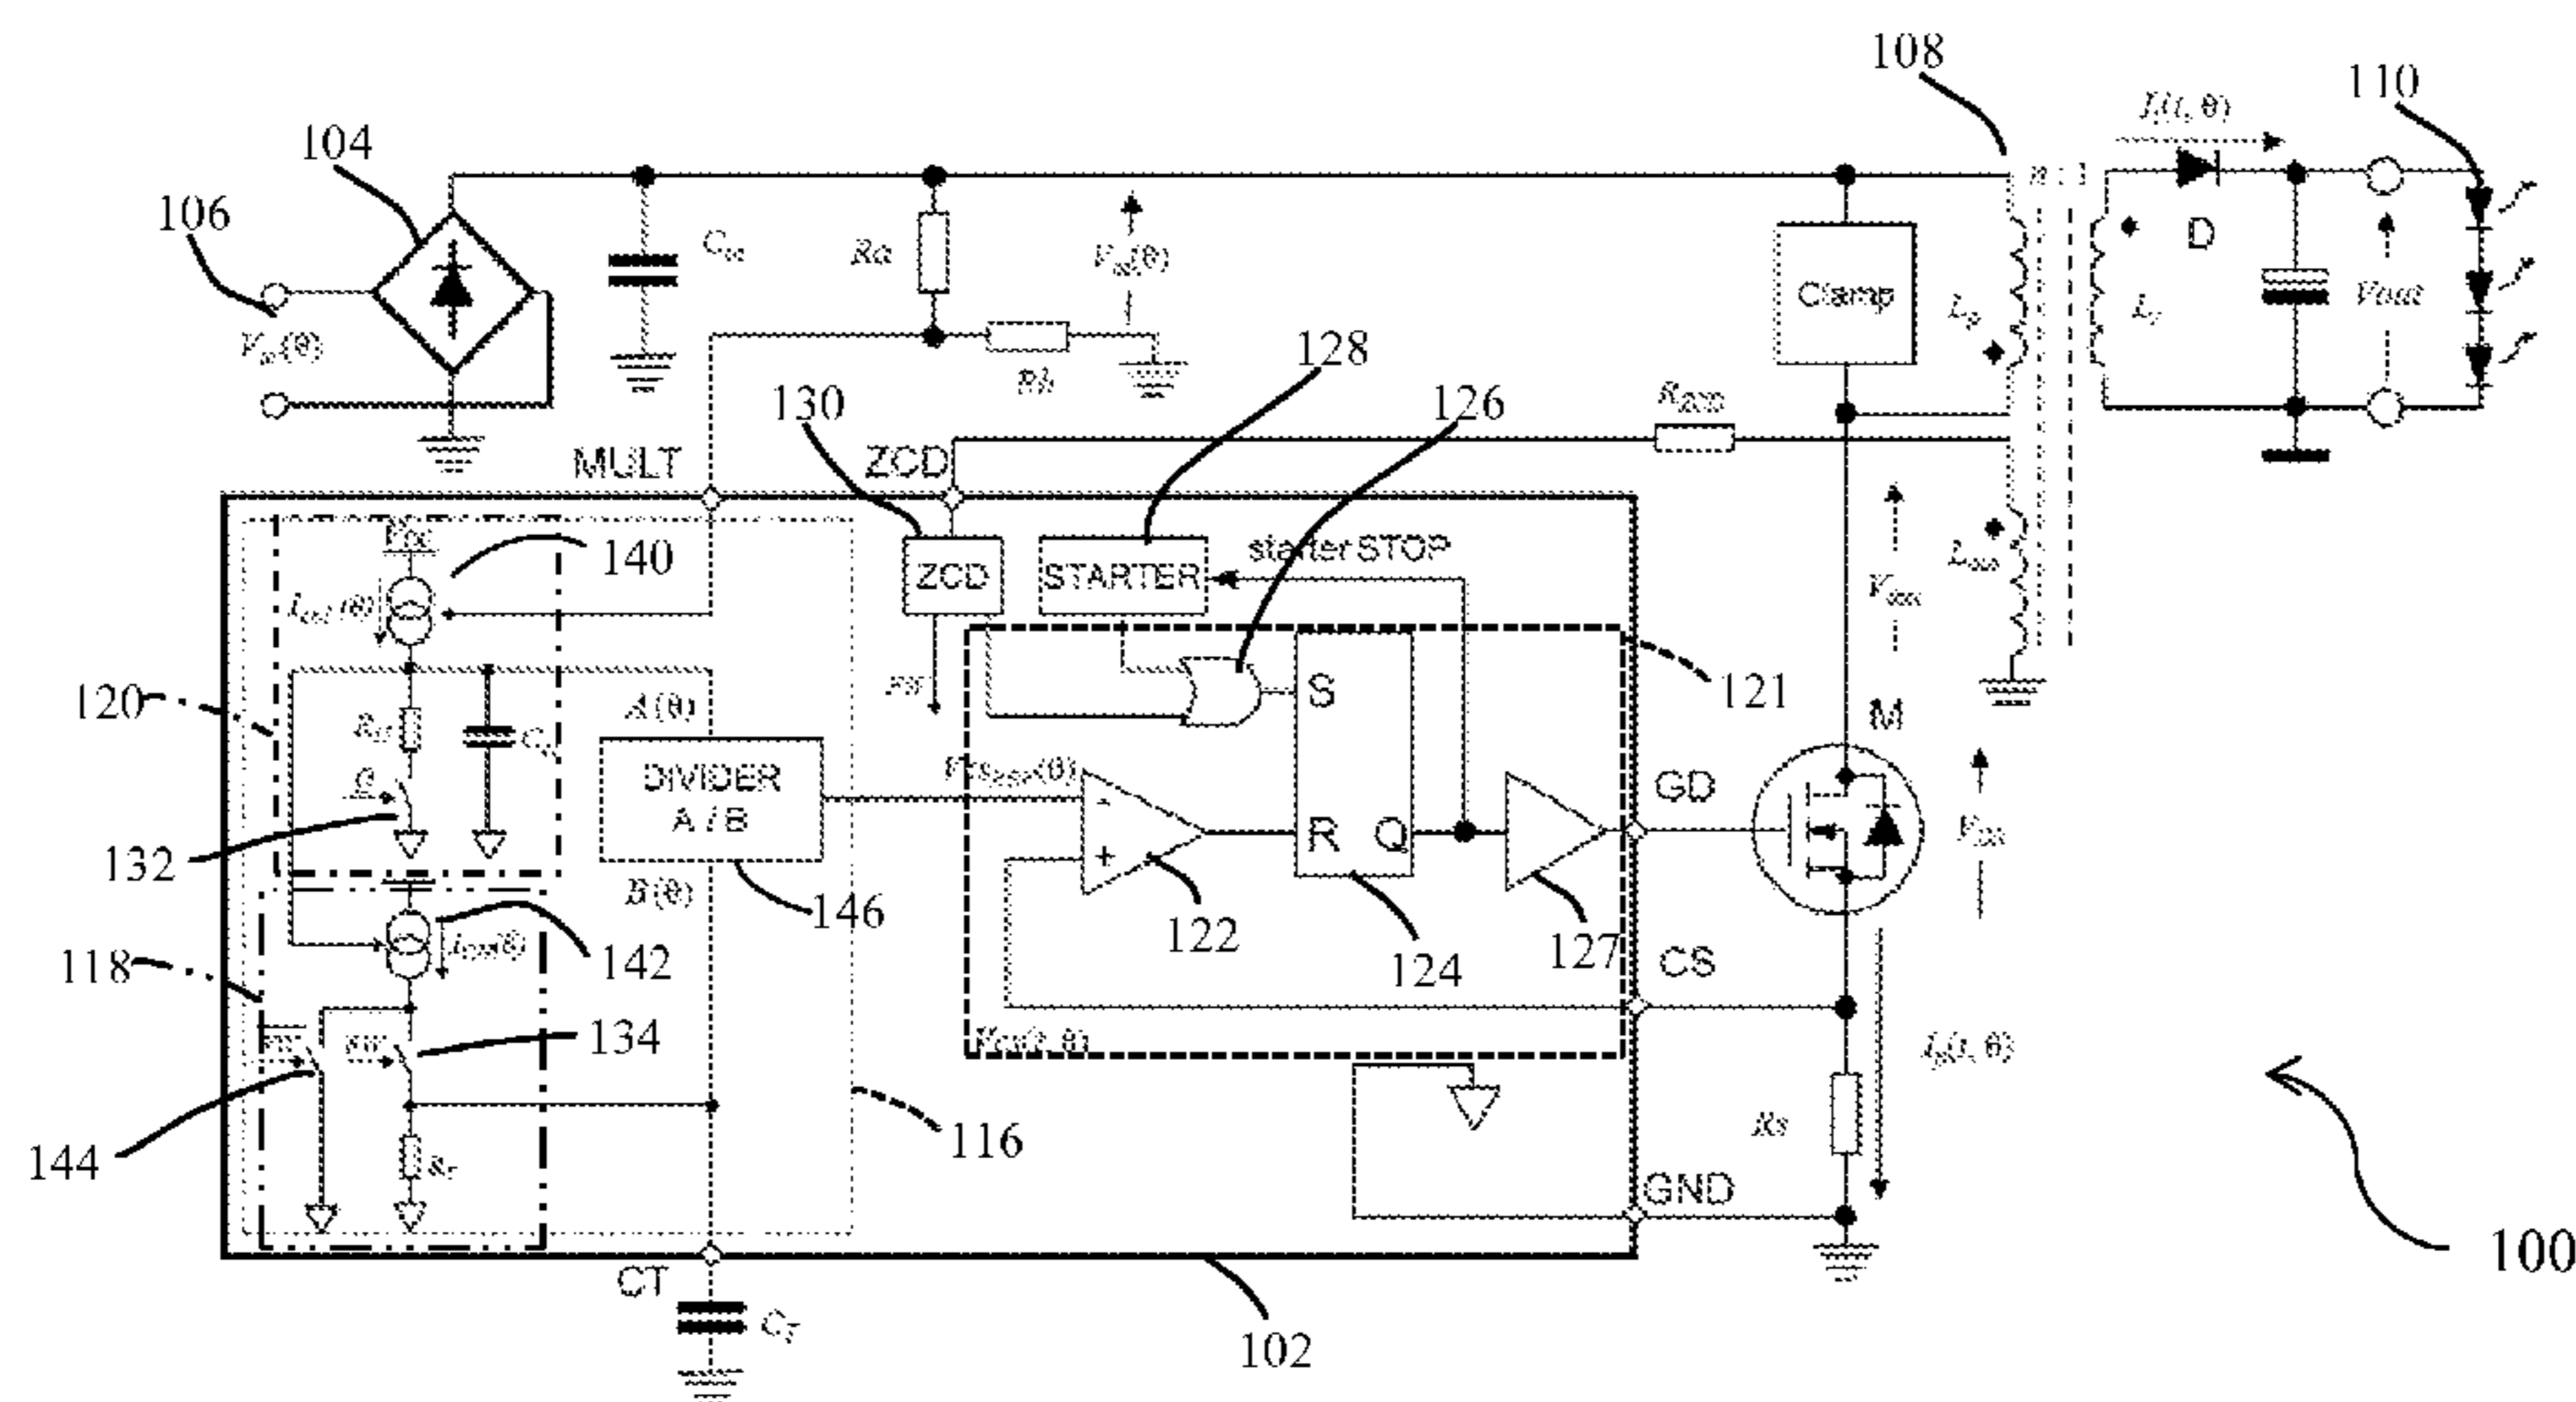 108
110
104
106
Ra
Clamp
D
Vout
Rb
128
130
126
MULT
ZCD
140
ZCD
STARTER
starter STOP
120
A(θ)
S
121
M
DIVIDER
A / B
-
+
R
Q
GD
132
B(θ)
146
122
124
127
CS
118
142
134
144
116
Rs
GND
CT
C_T
102
100